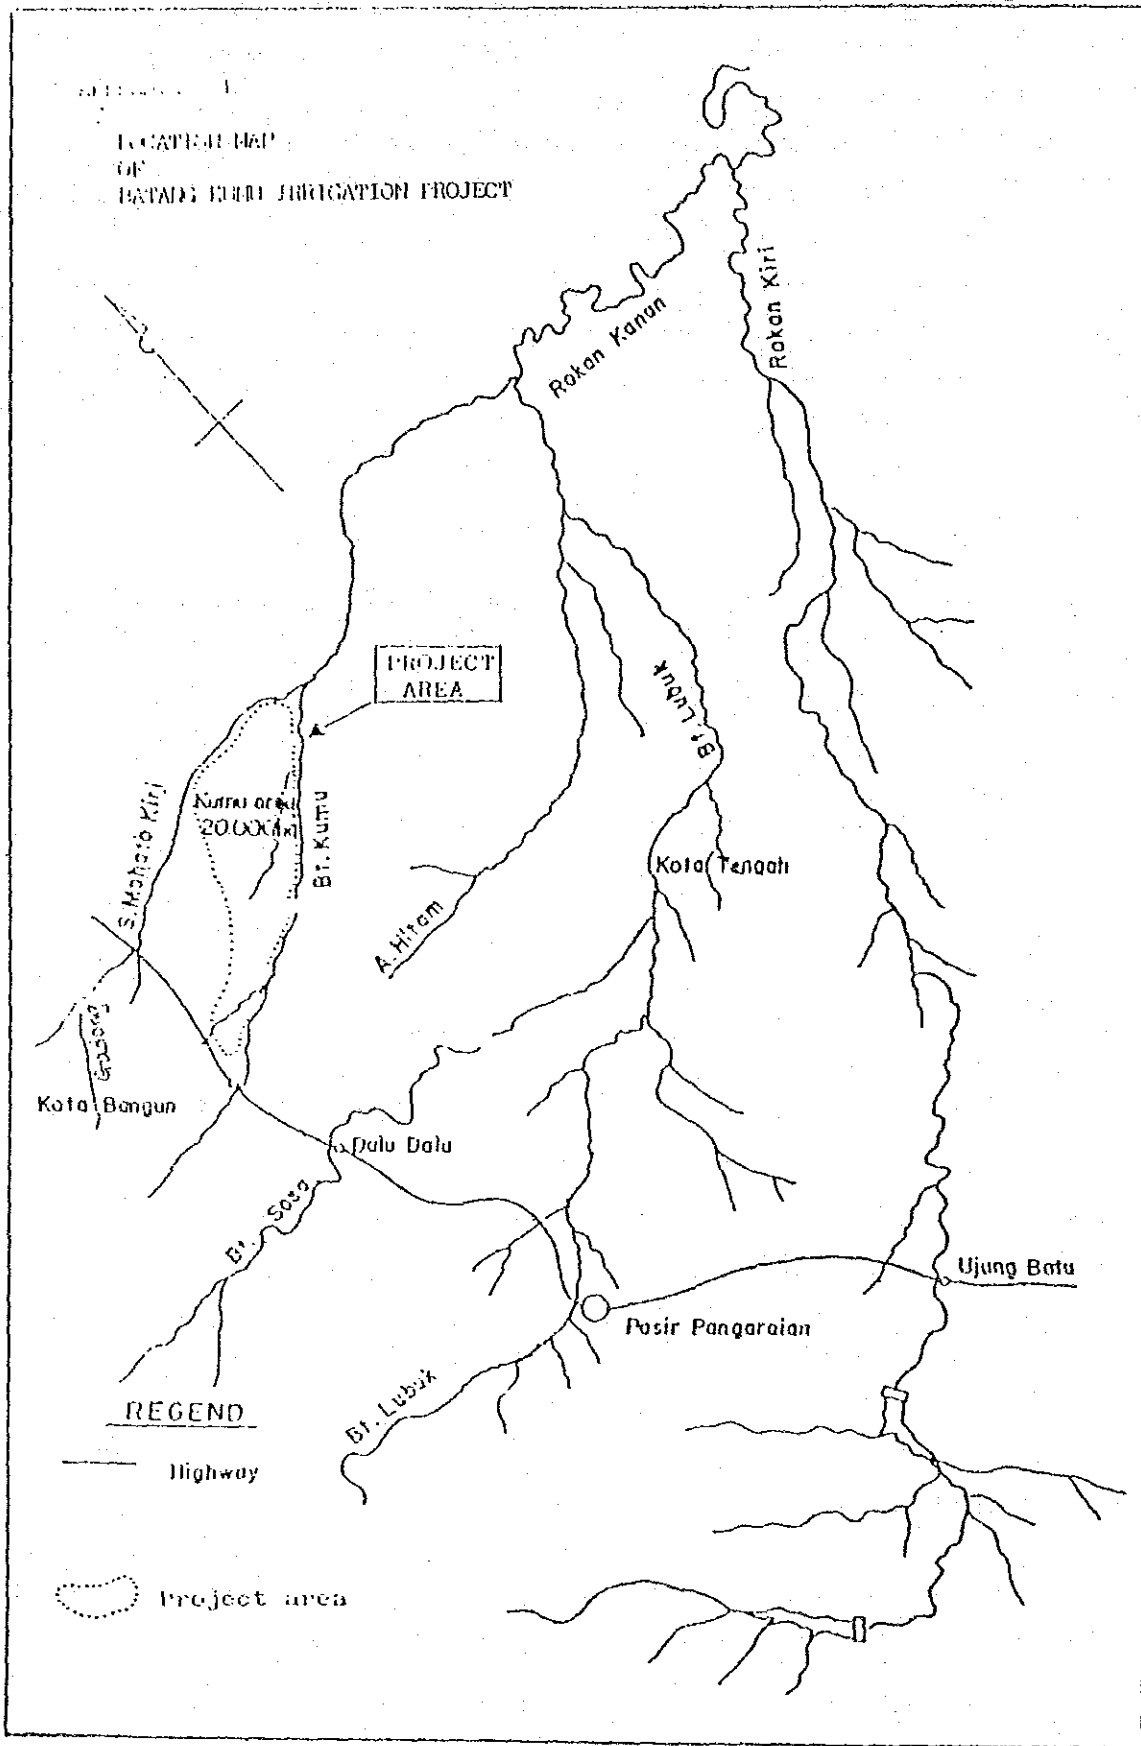 LOCATION MAP
OF
BATANG KUMU IRRIGATION PROJECT
Rokan Kiri
Rokan Kanan
PROJECT
AREA
Bt. Lubuk
Kumu area
20.000ha
S.Mahato Kiri
Bt. Kumu
Kota Tengah
A.Hitam
Kota Bangun
Dalu Dalu
Bt. Sosa
Ujung Batu
Pasir Pangaraian
Bt. Lubuk
REGEND
Highway
Project area